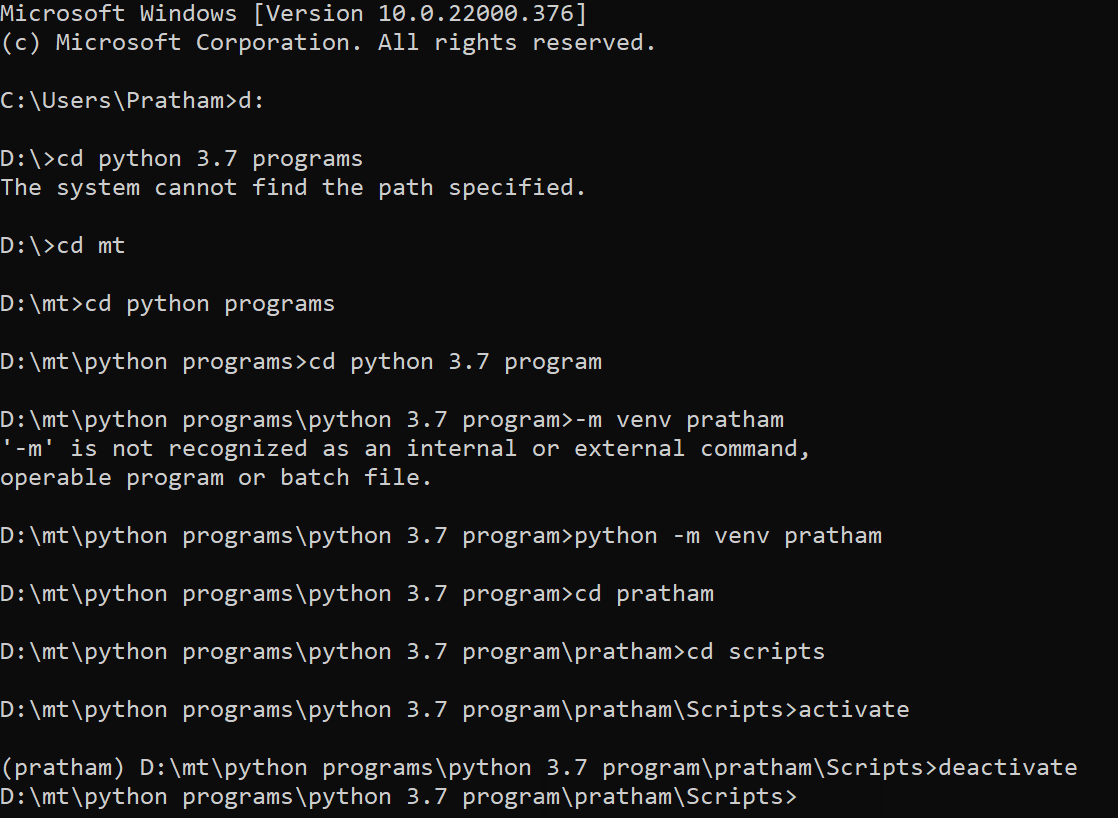 Microsoft Windows [Version 10.0.22000.376]
(c) Microsoft Corporation. All rights reserved.
C:\Users\Pratham>d:
D:\>cd python 3.7 programs
The system cannot find the path specified.
D:\>cd mt
D:\mt>cd python programs
D:\mt\python programs>cd python 3.7 program
D:\mt\python programs\python 3.7 program>-m venv pratham
'-m' is not recognized as an internal or external command,
operable program or batch file.
D:\mt\python programs\python 3.7 program>python -m venv pratham
D:\mt\python programs\python 3.7 program>cd pratham
D:\mt\python programs\python 3.7 program\pratham>cd scripts
D:\mt\python programs\python 3.7 program\pratham\Scripts>activate
(pratham) D:\mt\python programs\python 3.7 program\pratham\Scripts>deactivate
D:\mt\python programs\python 3.7 program\pratham\Scripts>